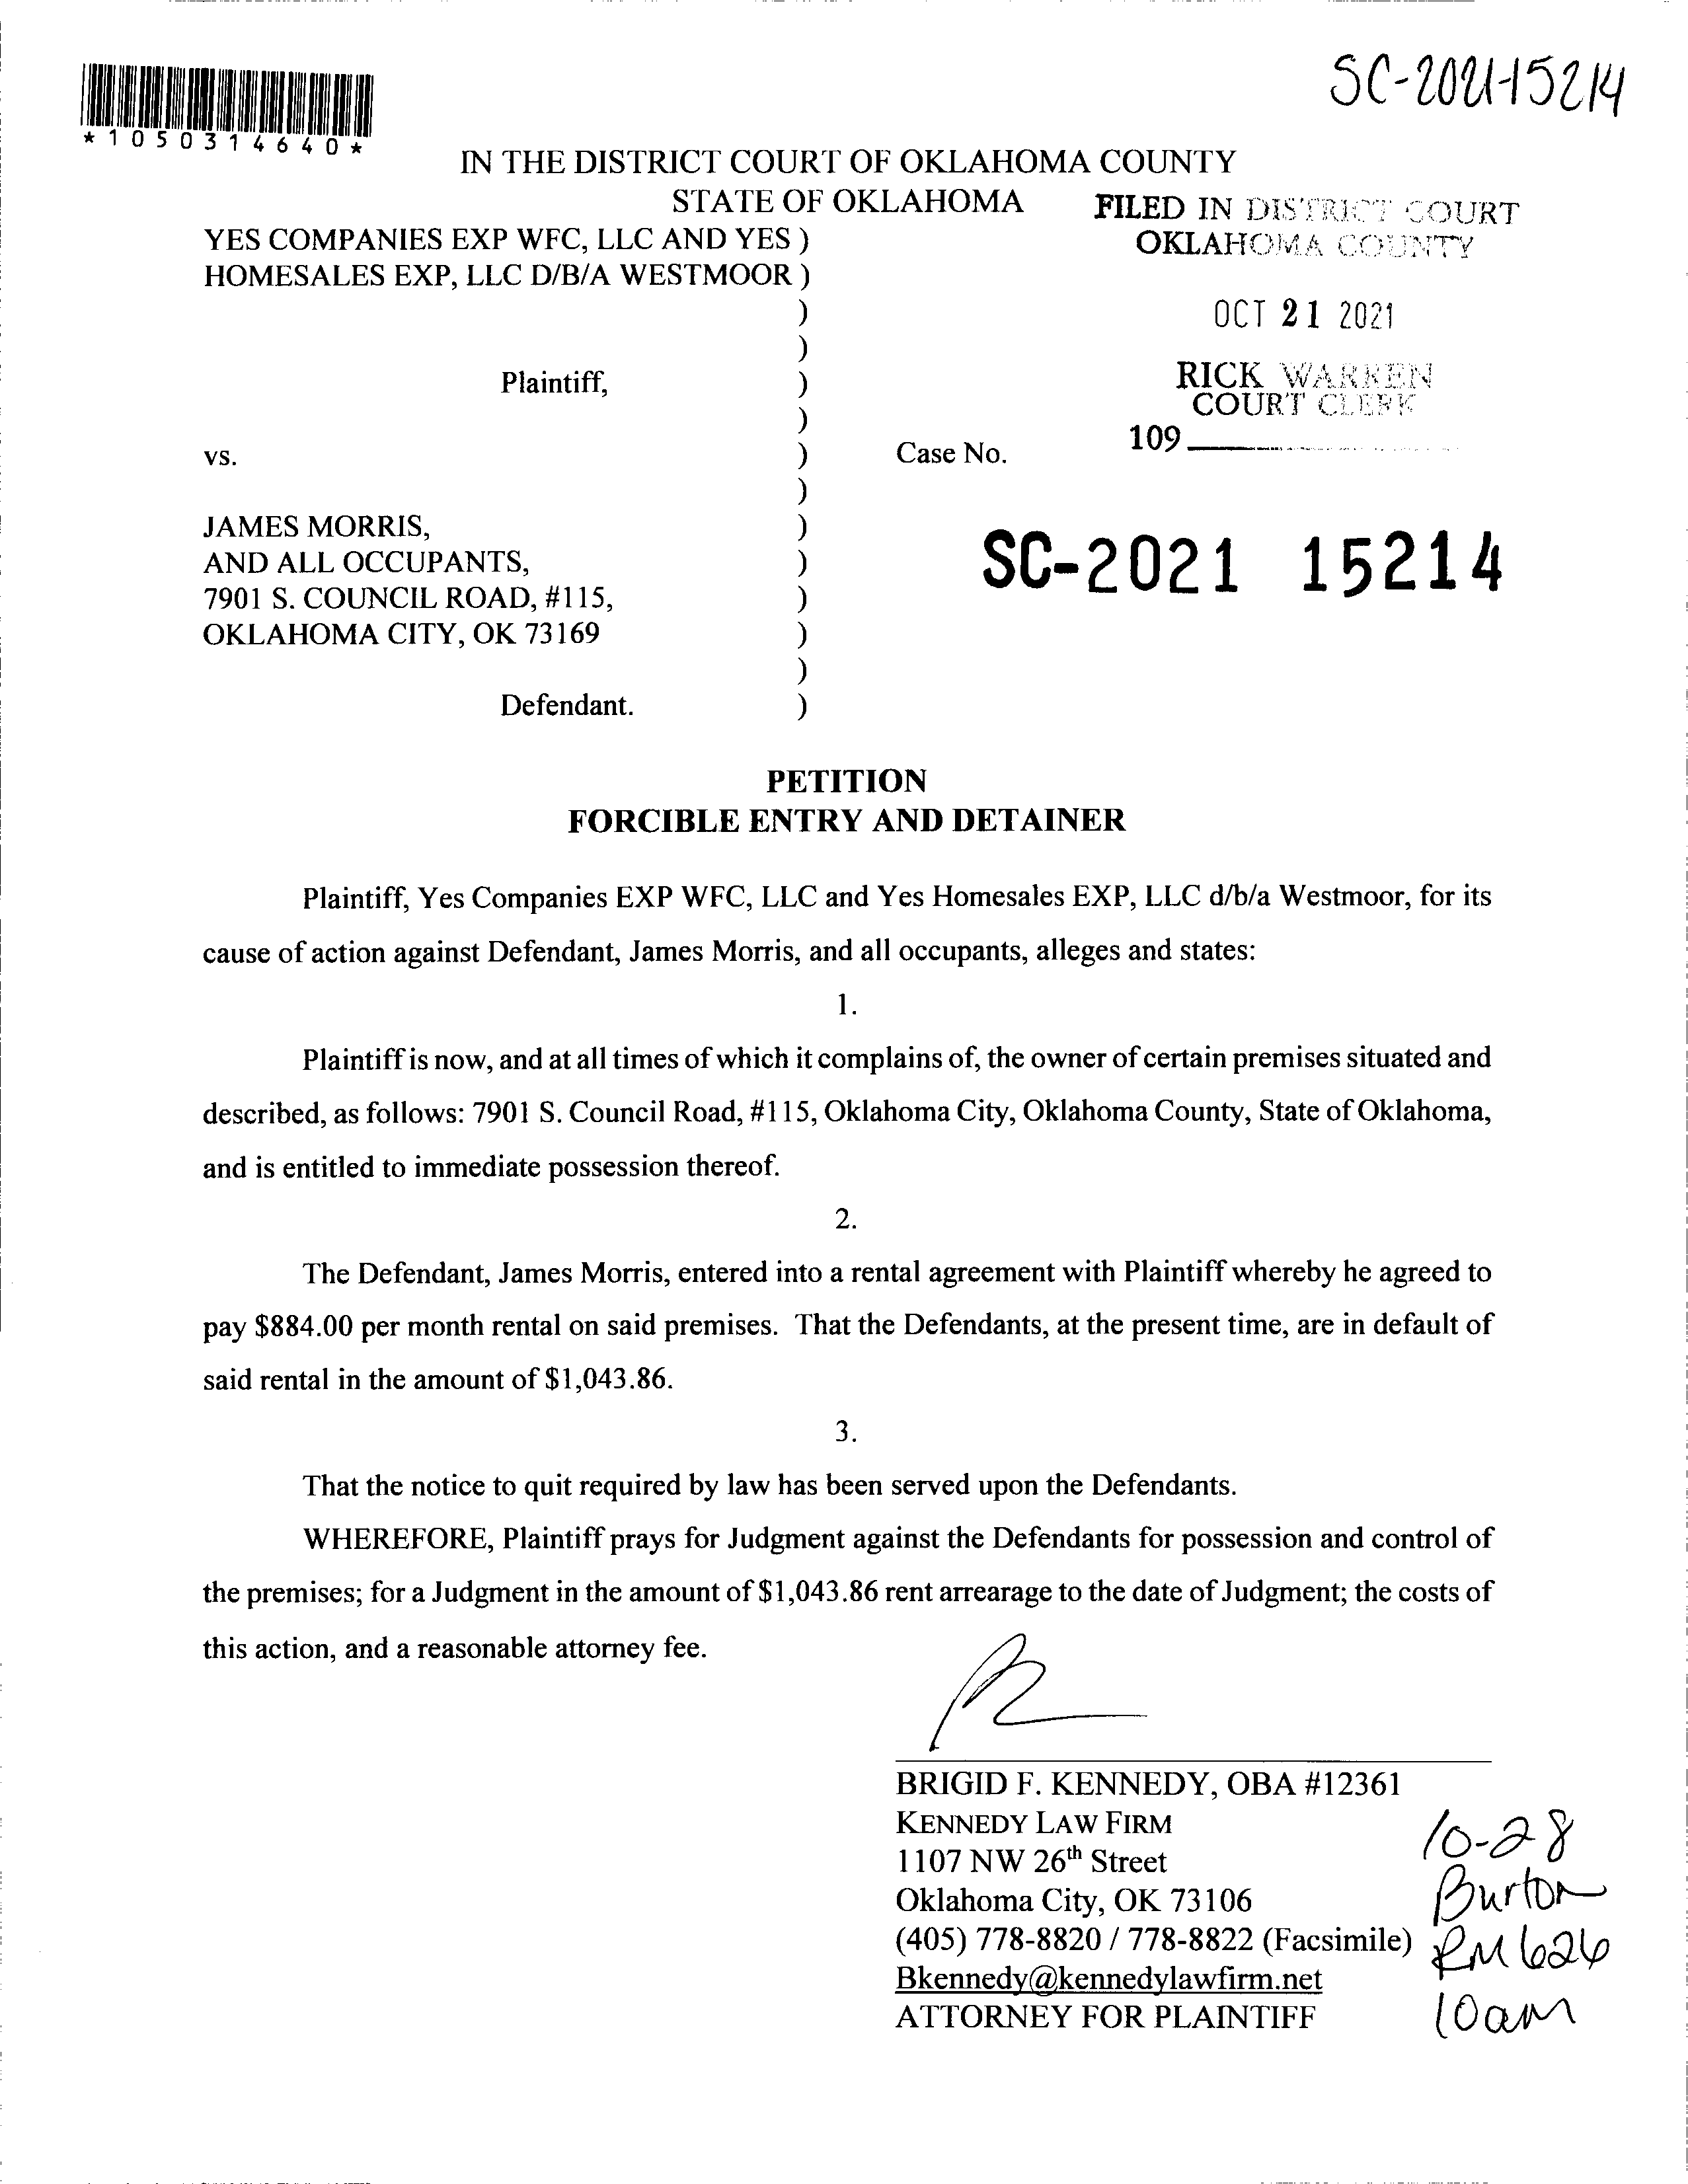 SC-2021-15214
*1050314640*
IN THE DISTRICT COURT OF OKLAHOMA COUNTY
STATE OF OKLAHOMA
FILED IN DISTRICT COURT
OKLAHOMA COUNTY
OCT 21 2021
RICK WARREN
COURT CLERK
109
YES COMPANIES EXP WFC, LLC AND YES )
HOMESALES EXP, LLC D/B/A WESTMOOR )
)
)
Plaintiff, )
)
vs. ) Case No.
)
JAMES MORRIS, )
AND ALL OCCUPANTS, )
7901 S. COUNCIL ROAD, #115, )
OKLAHOMA CITY, OK 73169 )
)
Defendant. )
SC-2021 15214
PETITION
FORCIBLE ENTRY AND DETAINER
Plaintiff, Yes Companies EXP WFC, LLC and Yes Homesales EXP, LLC d/b/a Westmoor, for its
cause of action against Defendant, James Morris, and all occupants, alleges and states:
1.
Plaintiff is now, and at all times of which it complains of, the owner of certain premises situated and
described, as follows: 7901 S. Council Road, #115, Oklahoma City, Oklahoma County, State of Oklahoma,
and is entitled to immediate possession thereof.
2.
The Defendant, James Morris, entered into a rental agreement with Plaintiff whereby he agreed to
pay $884.00 per month rental on said premises. That the Defendants, at the present time, are in default of
said rental in the amount of $1,043.86.
3.
That the notice to quit required by law has been served upon the Defendants.
WHEREFORE, Plaintiff prays for Judgment against the Defendants for possession and control of
the premises; for a Judgment in the amount of $1,043.86 rent arrearage to the date of Judgment; the costs of
this action, and a reasonable attorney fee.
BRIGID F. KENNEDY, OBA #12361
KENNEDY LAW FIRM
1107 NW 26th Street
Oklahoma City, OK 73106
(405) 778-8820 / 778-8822 (Facsimile)
Bkennedy@kennedylawfirm.net
ATTORNEY FOR PLAINTIFF
10-28
Burton
RM 626
10am